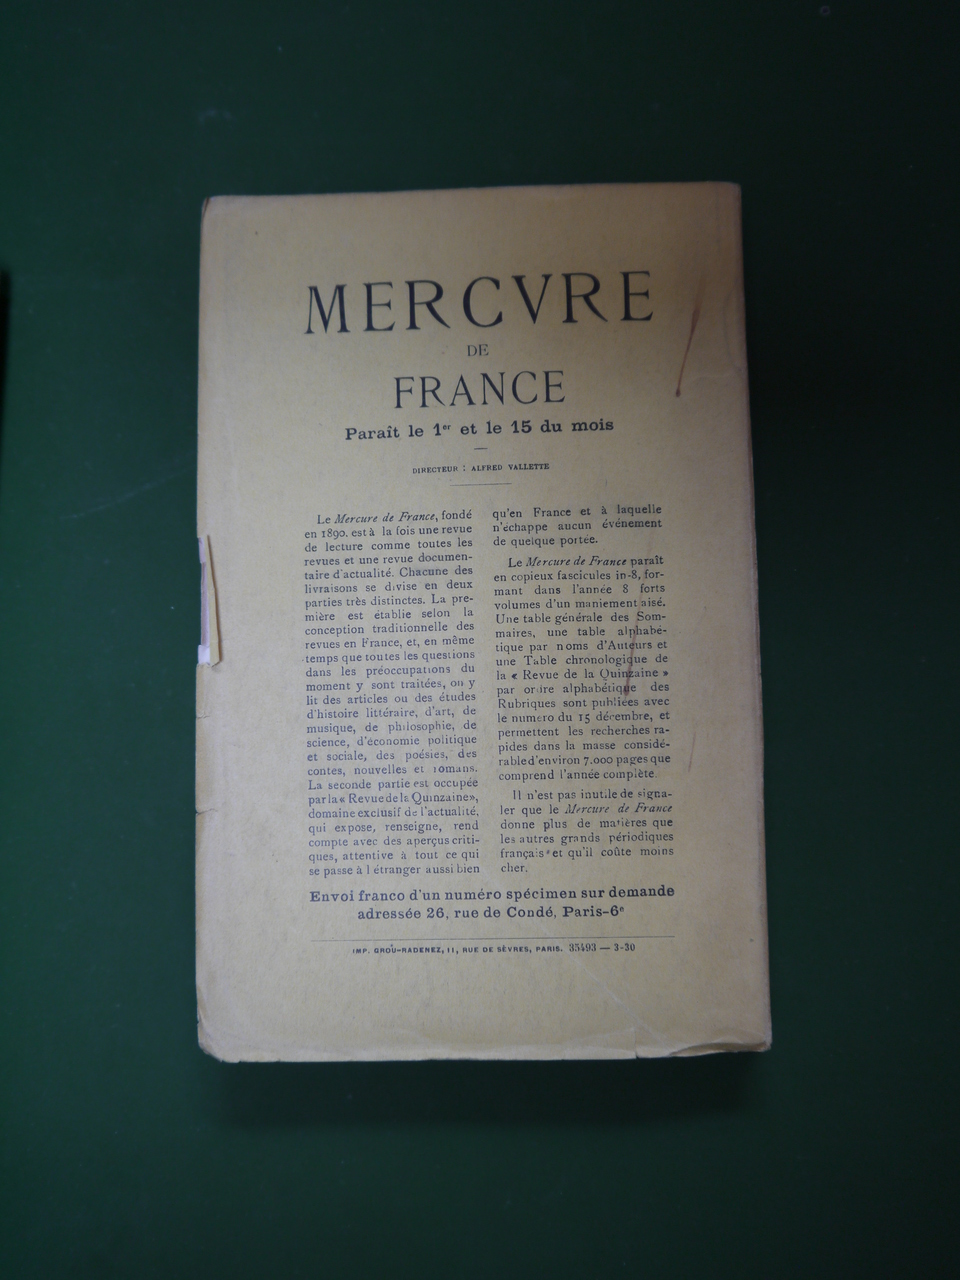 MERCVRE
DE
FRANCE
Paraît le 1er et le 15 du mois
DIRECTEUR : ALFRED VALLETTE
Le Mercure de France, fondé
en 1890, est à la fois une revue
de lecture comme toutes les
revues et une revue documen-
taire d'actualité. Chacune des
livraisons se divise en deux
parties très distinctes. La pre-
mière est établie selon la
conception traditionnelle des
revues en France, et, en même
temps que toutes les questions
dans les préoccupations du
moment y sont traitées, on y
lit des articles ou des études
d'histoire littéraire, d'art, de
musique, de philosophie, de
science, d'économie politique
et sociale, des poésies, des
contes, nouvelles et romans.
La seconde partie est occupée
par la « Revue de la Quinzaine »,
domaine exclusif de l'actualité,
qui expose, renseigne, rend
compte avec des aperçus criti-
ques, attentive à tout ce qui
se passe à l'étranger aussi bien
qu'en France et à laquelle
n'échappe aucun événement
de quelque portée.
Le Mercure de France paraît
en copieux fascicules in-8, for-
mant dans l'année 8 forts
volumes d'un maniement aisé.
Une table générale des Som-
maires, une table alphabé-
tique par noms d'Auteurs et
une Table chronologique de
la « Revue de la Quinzaine »
par ordre alphabétique des
Rubriques sont publiées avec
le numéro du 15 décembre, et
permettent les recherches ra-
pides dans la masse considé-
rable d'environ 7.000 pages que
comprend l'année complète.
Il n'est pas inutile de signa-
ler que le Mercure de France
donne plus de matières que
les autres grands périodiques
français et qu'il coûte moins
cher.
Envoi franco d'un numéro spécimen sur demande
adressée 26, rue de Condé, Paris-6e
IMP. GROU-RADENEZ, 11, RUE DE SÈVRES, PARIS. 35493 — 3-30